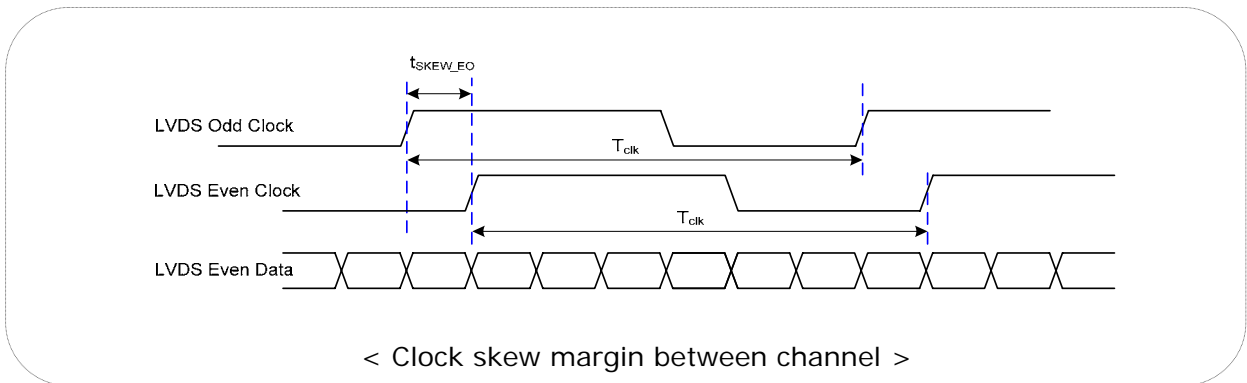 tSKEW_EO
LVDS Odd Clock
Tclk
LVDS Even Clock
Tclk
LVDS Even Data
< Clock skew margin between channel >